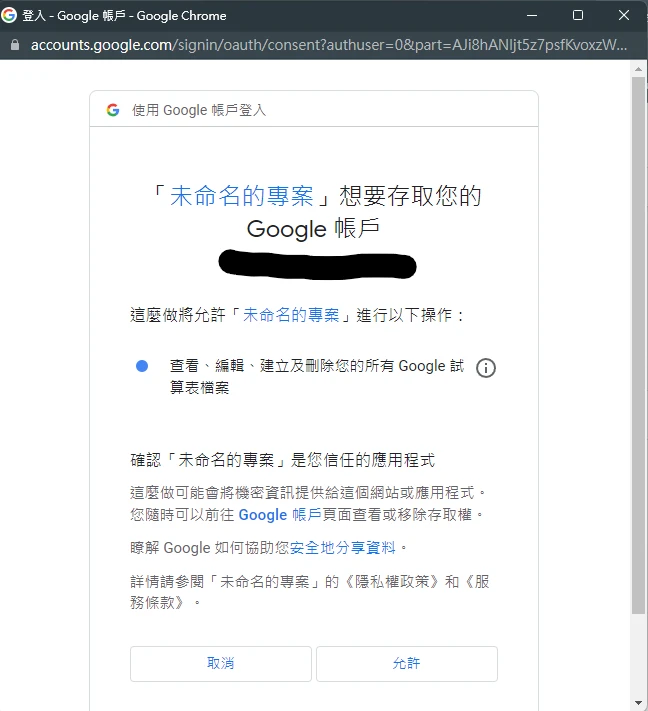 登入 - Google 帳戶 - Google Chrome
accounts.google.com/signin/oauth/consent?authuser=0&part=AJi8hANIjt5z7psfKvoxzW...
使用 Google 帳戶登入
「未命名的專案」想要存取您的
Google 帳戶
這麼做將允許「未命名的專案」進行以下操作：
查看、編輯、建立及刪除您的所有 Google 試
算表檔案
確認「未命名的專案」是您信任的應用程式
這麼做可能會將機密資訊提供給這個網站或應用程式。
您隨時可以前往 Google 帳戶頁面查看或移除存取權。
瞭解 Google 如何協助您安全地分享資料。
詳情請參閱「未命名的專案」的《隱私權政策》和《服
務條款》。
取消
允許